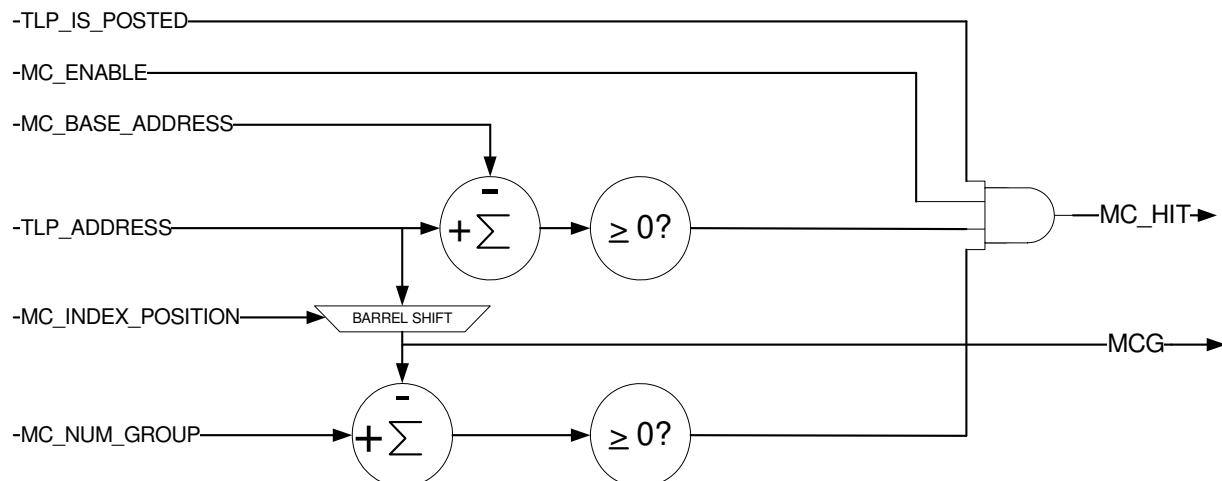 -TLP_IS_POSTED
-MC_ENABLE
-MC_BASE_ADDRESS
-
-TLP_ADDRESS
+ Σ
≥ 0?
MC_HIT
-MC_INDEX_POSITION
BARREL SHIFT
MCG
-
-MC_NUM_GROUP
+ Σ
≥ 0?